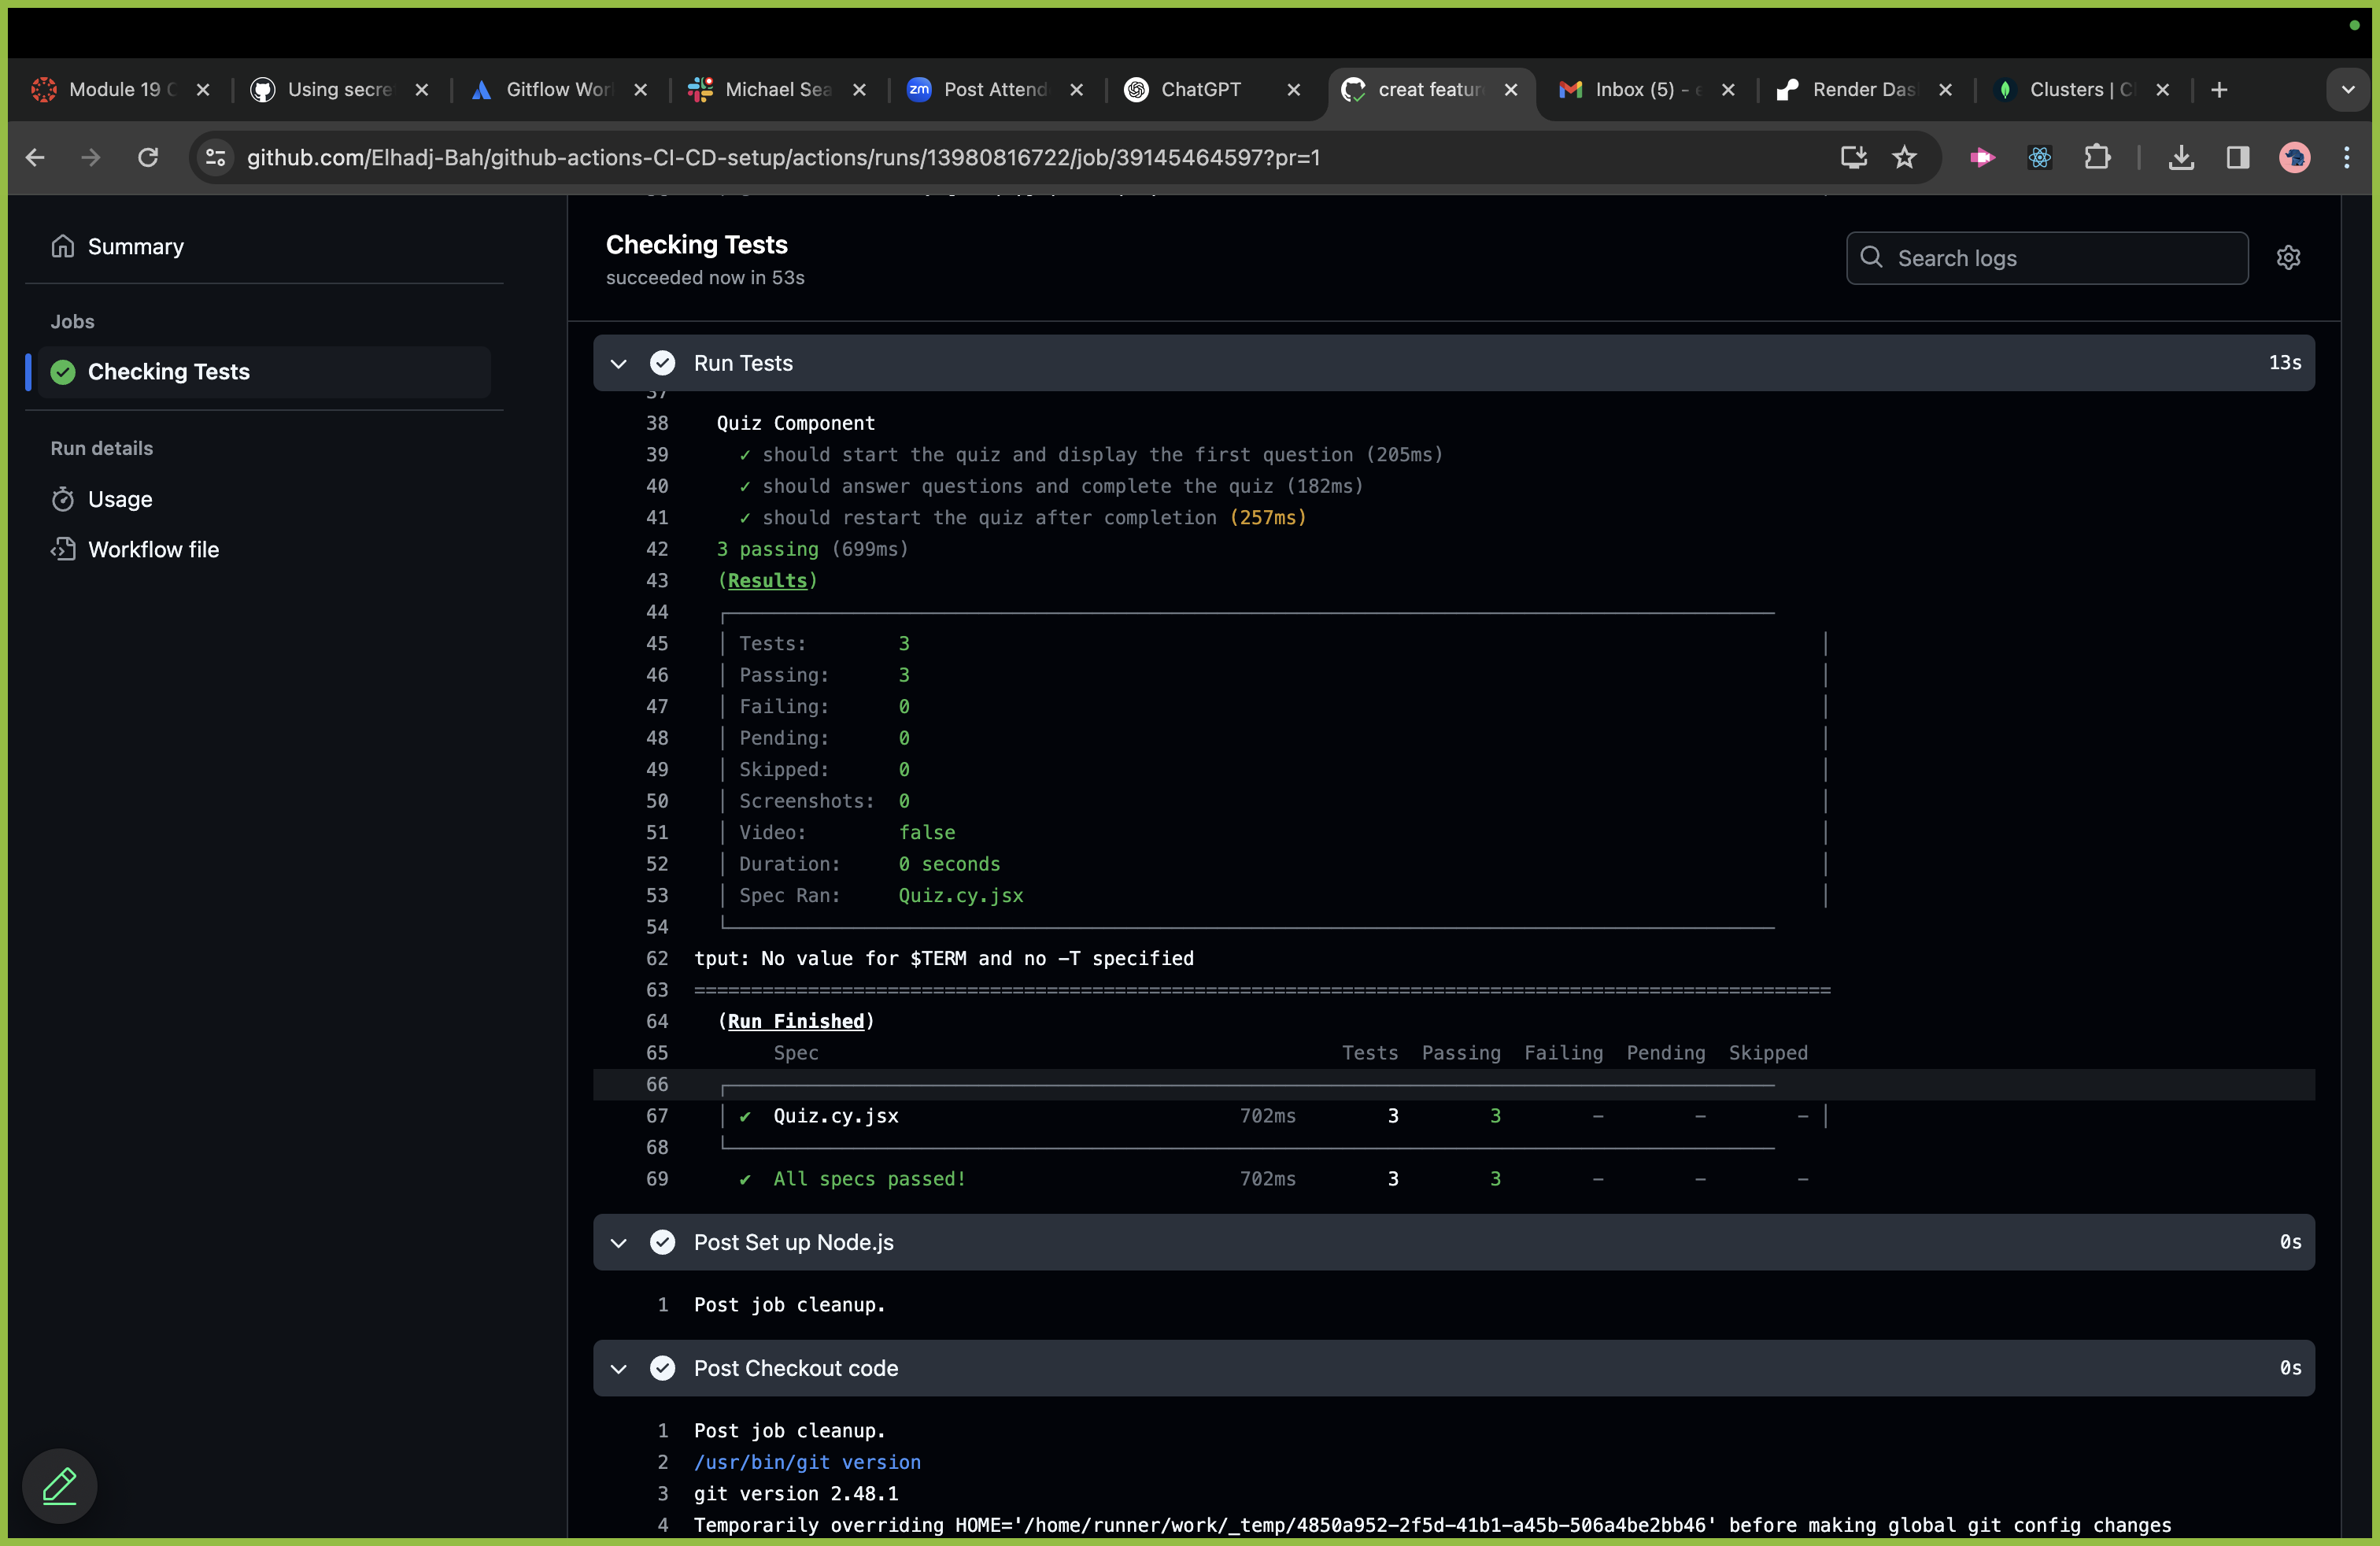 Module 19 C
Using secre
Gitflow Wor
Michael Sea
Post Attend
ChatGPT
creat featur
Inbox (5) - e
Render Das
Clusters | C
github.com/Elhadj-Bah/github-actions-CI-CD-setup/actions/runs/13980816722/job/39145464597?pr=1
Summary
Jobs
Checking Tests
Run details
Usage
Workflow file
Checking Tests
succeeded now in 53s
Search logs
Run Tests 13s
37
38 Quiz Component
39 ✓ should start the quiz and display the first question (205ms)
40 ✓ should answer questions and complete the quiz (182ms)
41 ✓ should restart the quiz after completion (257ms)
42 3 passing (699ms)
43 (Results)
44
45 Tests: 3
46 Passing: 3
47 Failing: 0
48 Pending: 0
49 Skipped: 0
50 Screenshots: 0
51 Video: false
52 Duration: 0 seconds
53 Spec Ran: Quiz.cy.jsx
54
62 tput: No value for $TERM and no -T specified
63 ====================================================================================================
64 (Run Finished)
65 Spec Tests Passing Failing Pending Skipped
66
67 ✔ Quiz.cy.jsx 702ms 3 3 - - -
68
69 ✔ All specs passed! 702ms 3 3 - - -
Post Set up Node.js 0s
1 Post job cleanup.
Post Checkout code 0s
1 Post job cleanup.
2 /usr/bin/git version
3 git version 2.48.1
4 Temporarily overriding HOME='/home/runner/work/_temp/4850a952-2f5d-41b1-a45b-506a4be2bb46' before making global git config changes